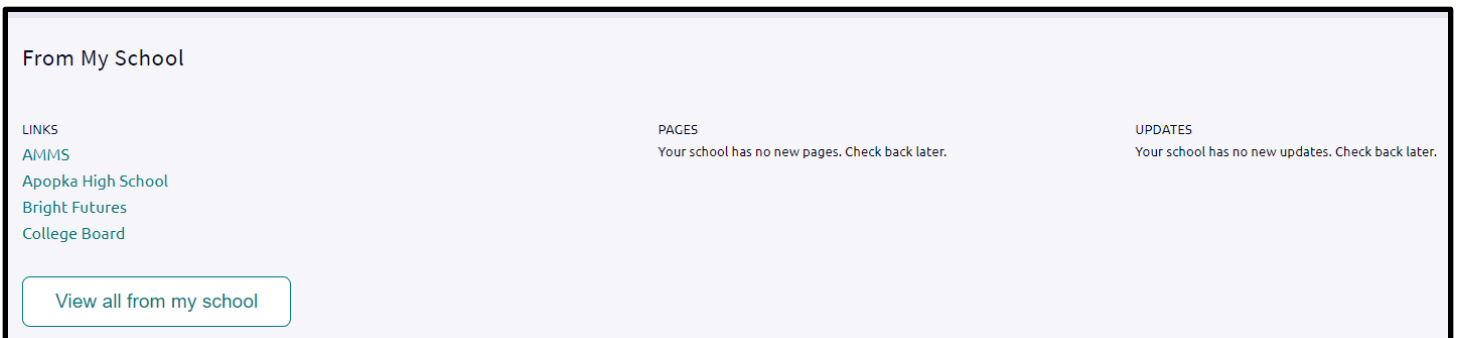 From My School
LINKS
AMMS
Apopka High School
Bright Futures
College Board
PAGES
Your school has no new pages. Check back later.
UPDATES
Your school has no new updates. Check back later.
View all from my school